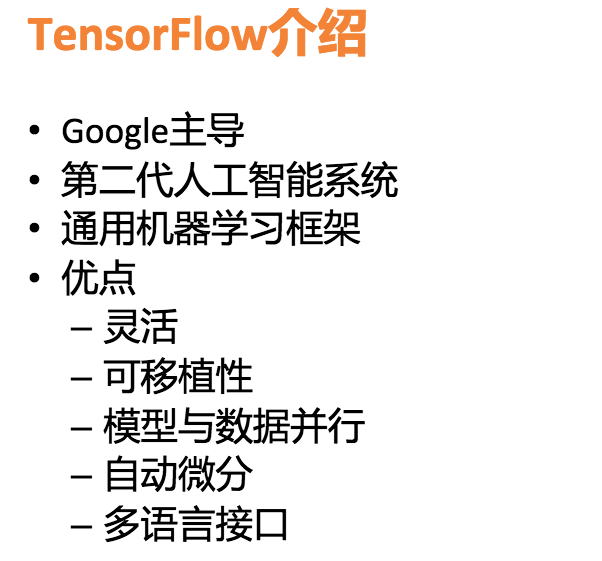 TensorFlow介绍
• Google主导
• 第二代人工智能系统
• 通用机器学习框架
• 优点
– 灵活
– 可移植性
– 模型与数据并行
– 自动微分
– 多语言接口